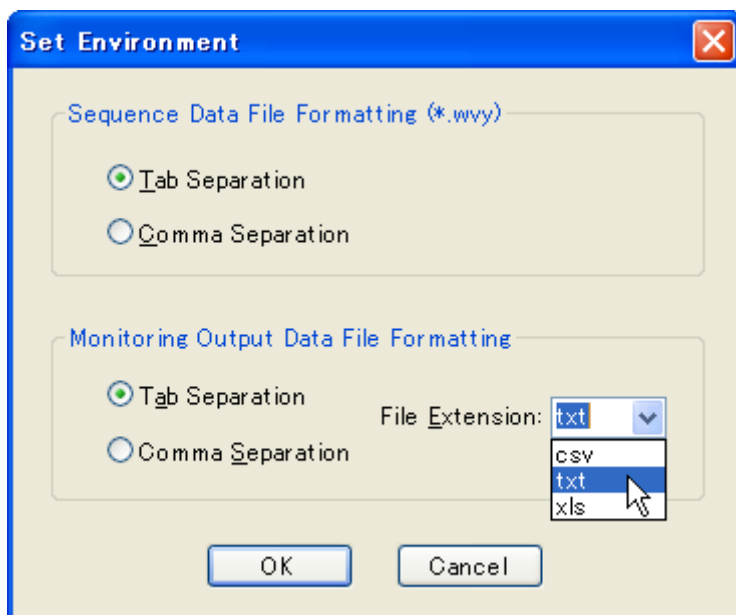 Set Environment
Sequence Data File Formatting (*.wvy)
Tab Separation
Comma Separation
Monitoring Output Data File Formatting
Tab Separation
File Extension: txt
Comma Separation
csv
txt
xls
OK Cancel